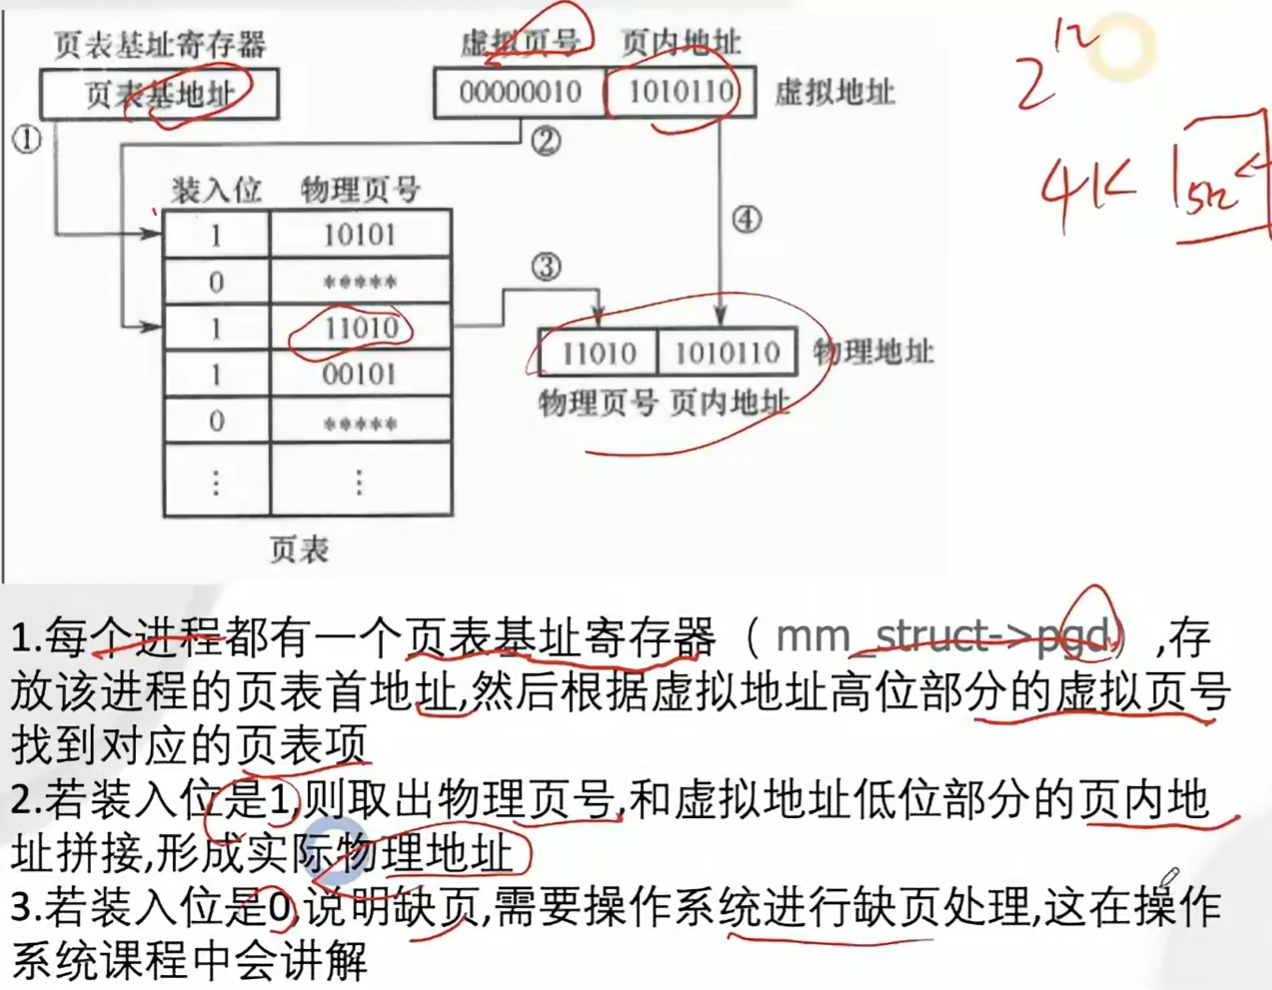 页表基址寄存器 虚拟页号 页内地址
页表基地址 00000010 1010110 虚拟地址
① ②
装入位 物理页号
1 10101
0 *****
1 11010
1 00101
0 *****
⋮ ⋮
页表
③ ④
11010 1010110 物理地址
物理页号 页内地址
2^12
4K
1.每个进程都有一个页表基址寄存器（ mm_struct->pgd）,存
放该进程的页表首地址,然后根据虚拟地址高位部分的虚拟页号
找到对应的页表项
2.若装入位是1,则取出物理页号,和虚拟地址低位部分的页内地
址拼接,形成实际物理地址
3.若装入位是0,说明缺页,需要操作系统进行缺页处理,这在操作
系统课程中会讲解